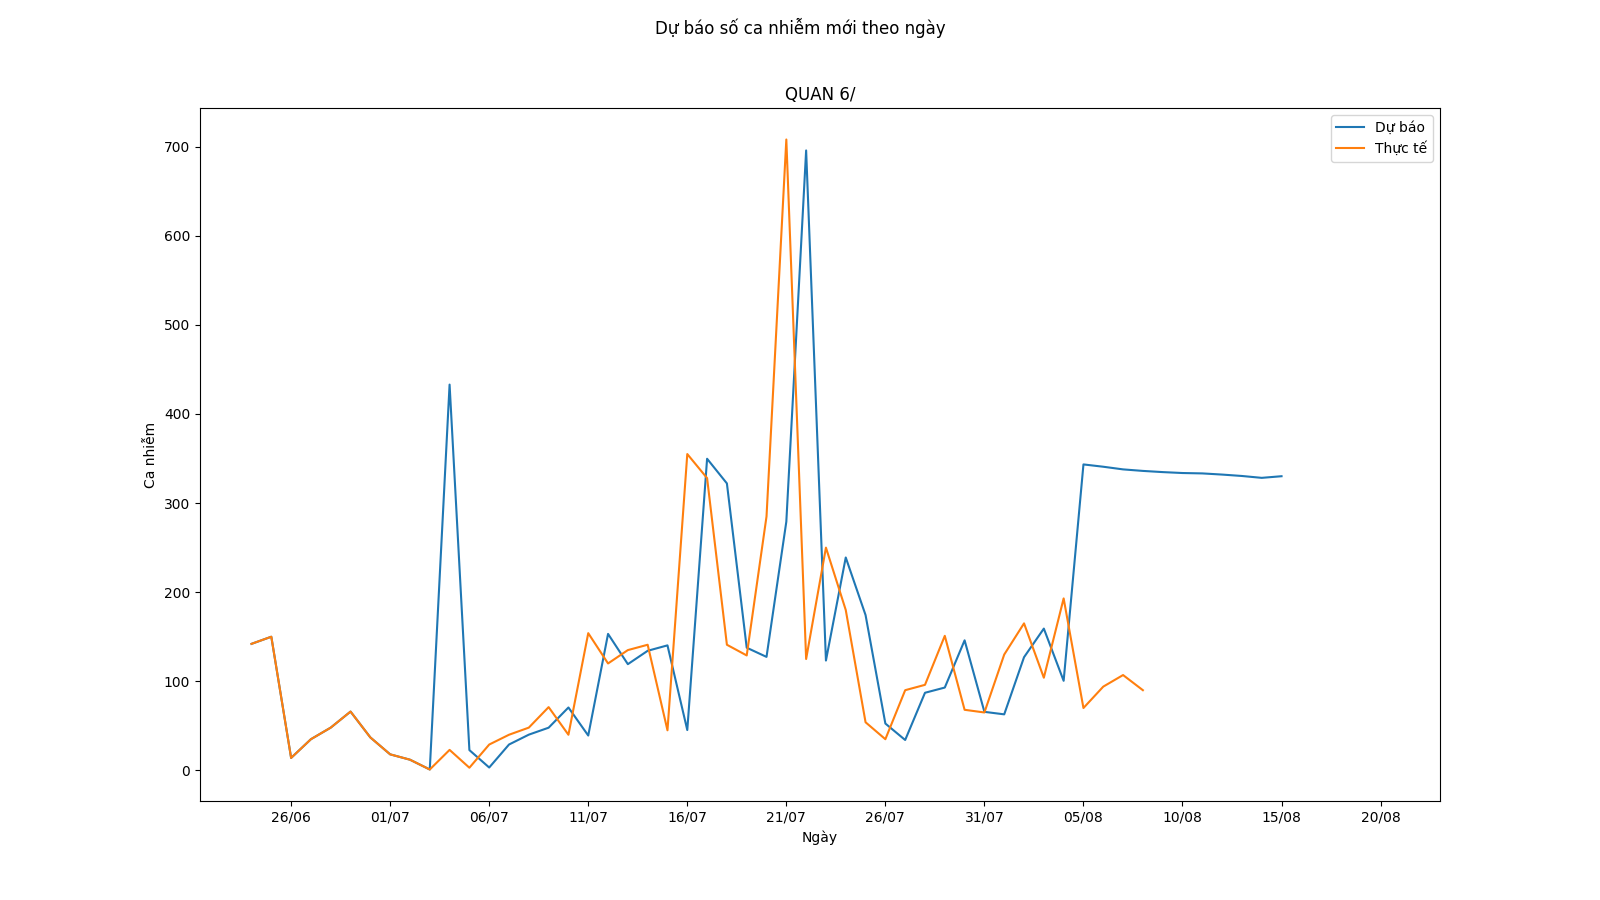 Dự báo số ca nhiễm mới theo ngày
QUAN 6/
Dự báo
Thực tế
700
600
500
400
300
200
100
0
Ca nhiễm
26/06 01/07 06/07 11/07 16/07 21/07 26/07 31/07 05/08 10/08 15/08 20/08
Ngày